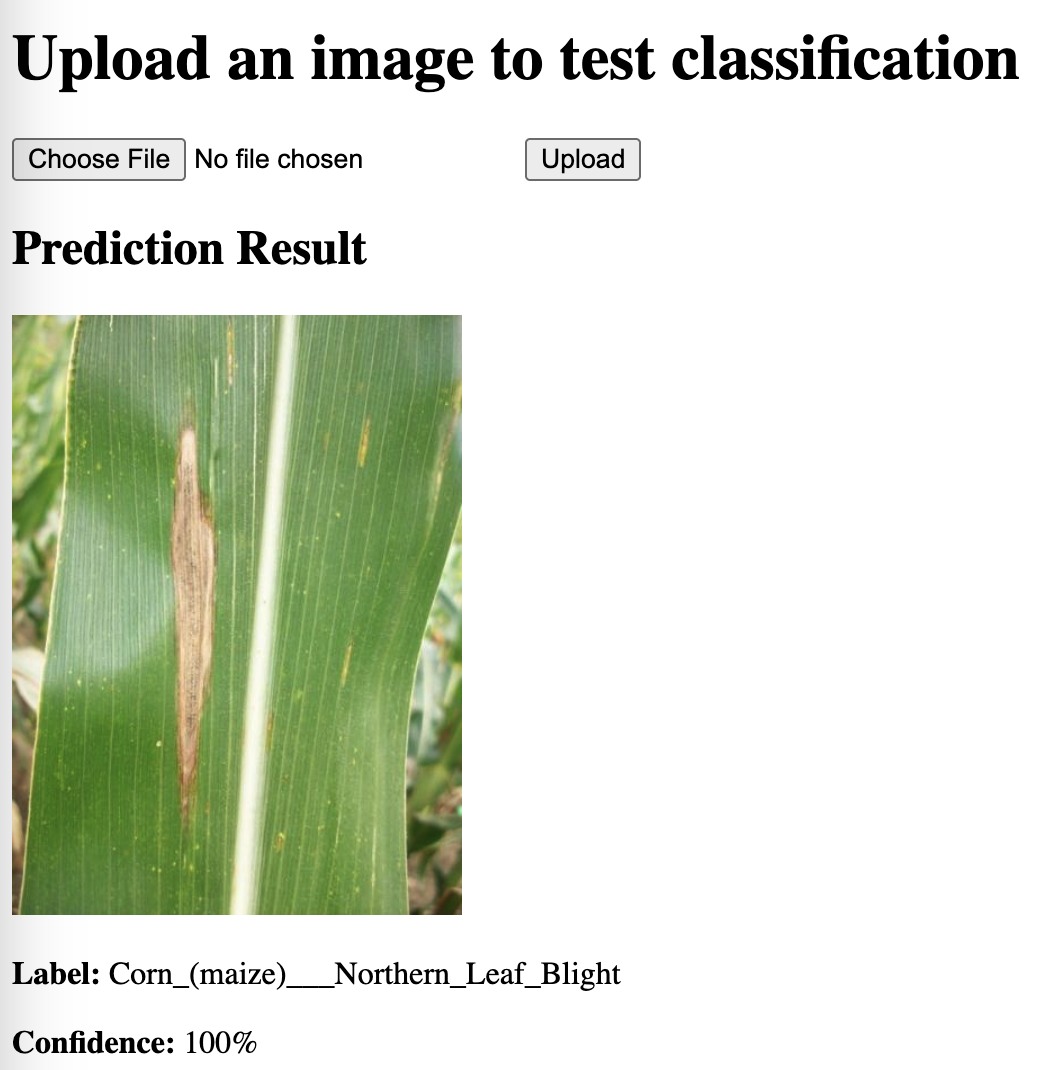 Upload an image to test classification
Choose File No file chosen Upload
Prediction Result
Label: Corn_(maize)___Northern_Leaf_Blight
Confidence: 100%